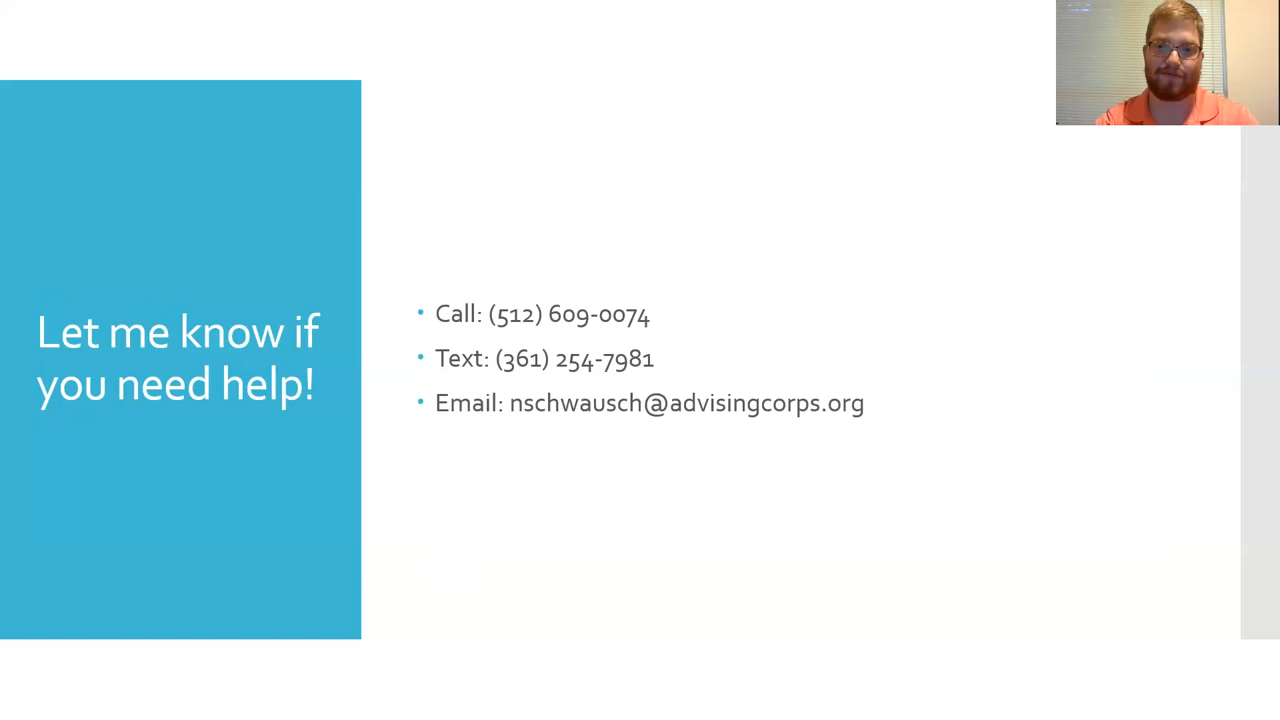 Let me know if
you need help!
• Call: (512) 609-0074
• Text: (361) 254-7981
• Email: nschwausch@advisingcorps.org